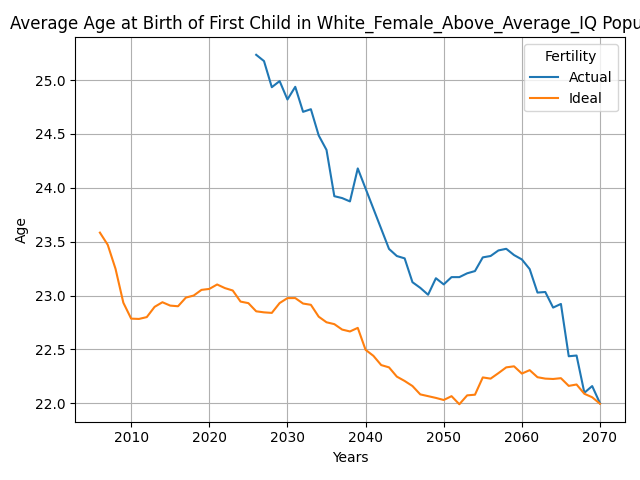 Average Age at Birth of First Child in White_Female_Above_Average_IQ Popu
Fertility
Actual
Ideal
25.0
24.5
24.0
23.5
23.0
22.5
22.0
Age
2010 2020 2030 2040 2050 2060 2070
Years